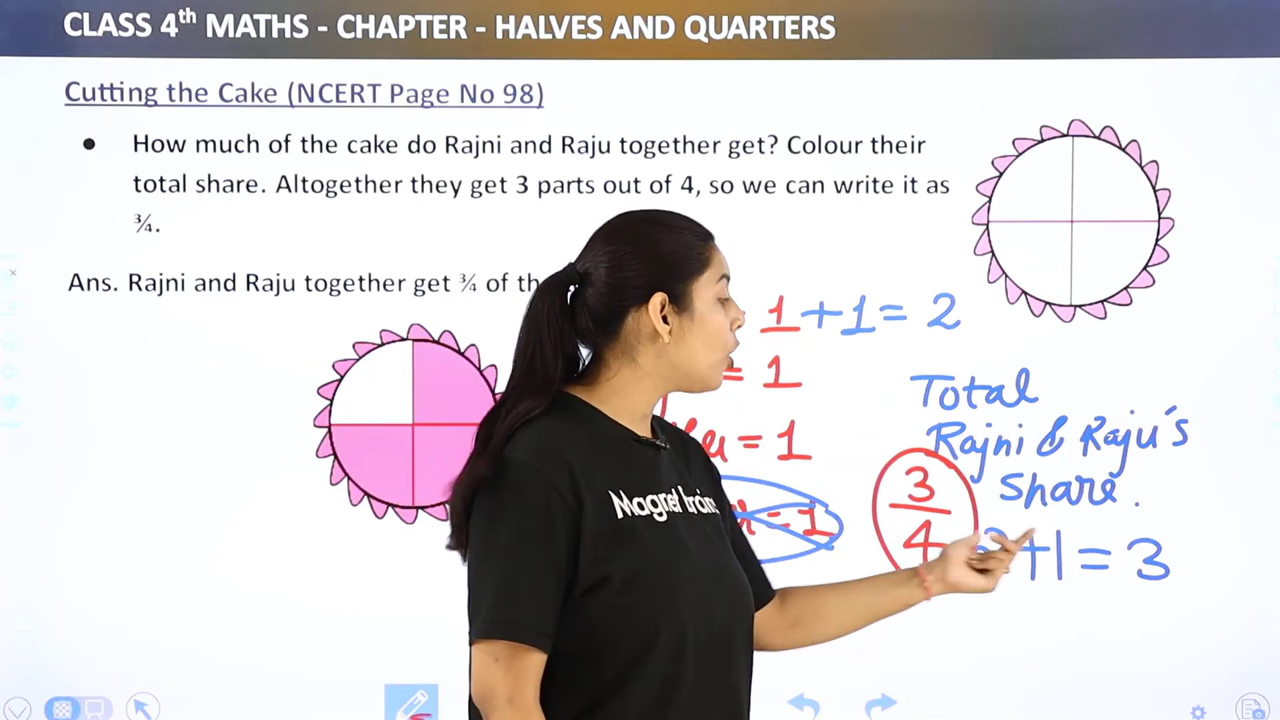 CLASS 4th MATHS - CHAPTER - HALVES AND QUARTERS
Cutting the Cake (NCERT Page No 98)
● How much of the cake do Rajni and Raju together get? Colour their
total share. Altogether they get 3 parts out of 4, so we can write it as
¾.
Ans. Rajni and Raju together get ¾ of
1 + 1 = 2
= 1
= 1
= 1
Total
Rajni & Raju's
Share.
3/4
+1 = 3
Magnet Brains